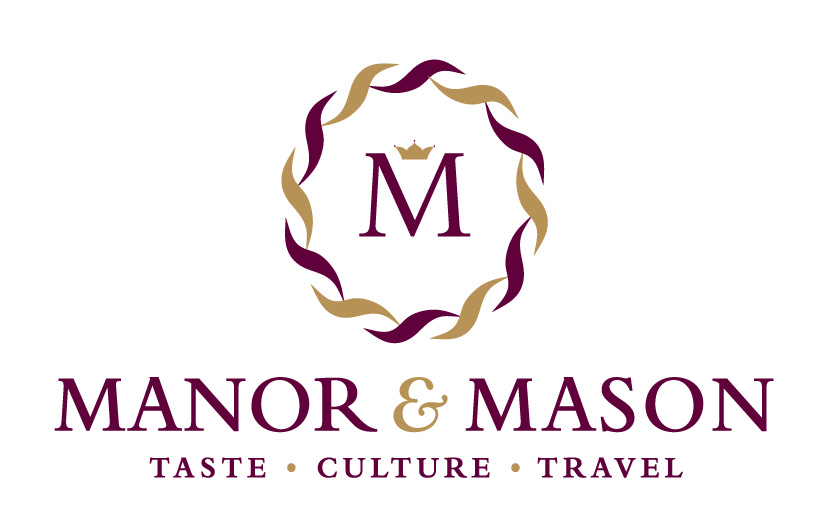 M
MANOR & MASON
TASTE • CULTURE • TRAVEL